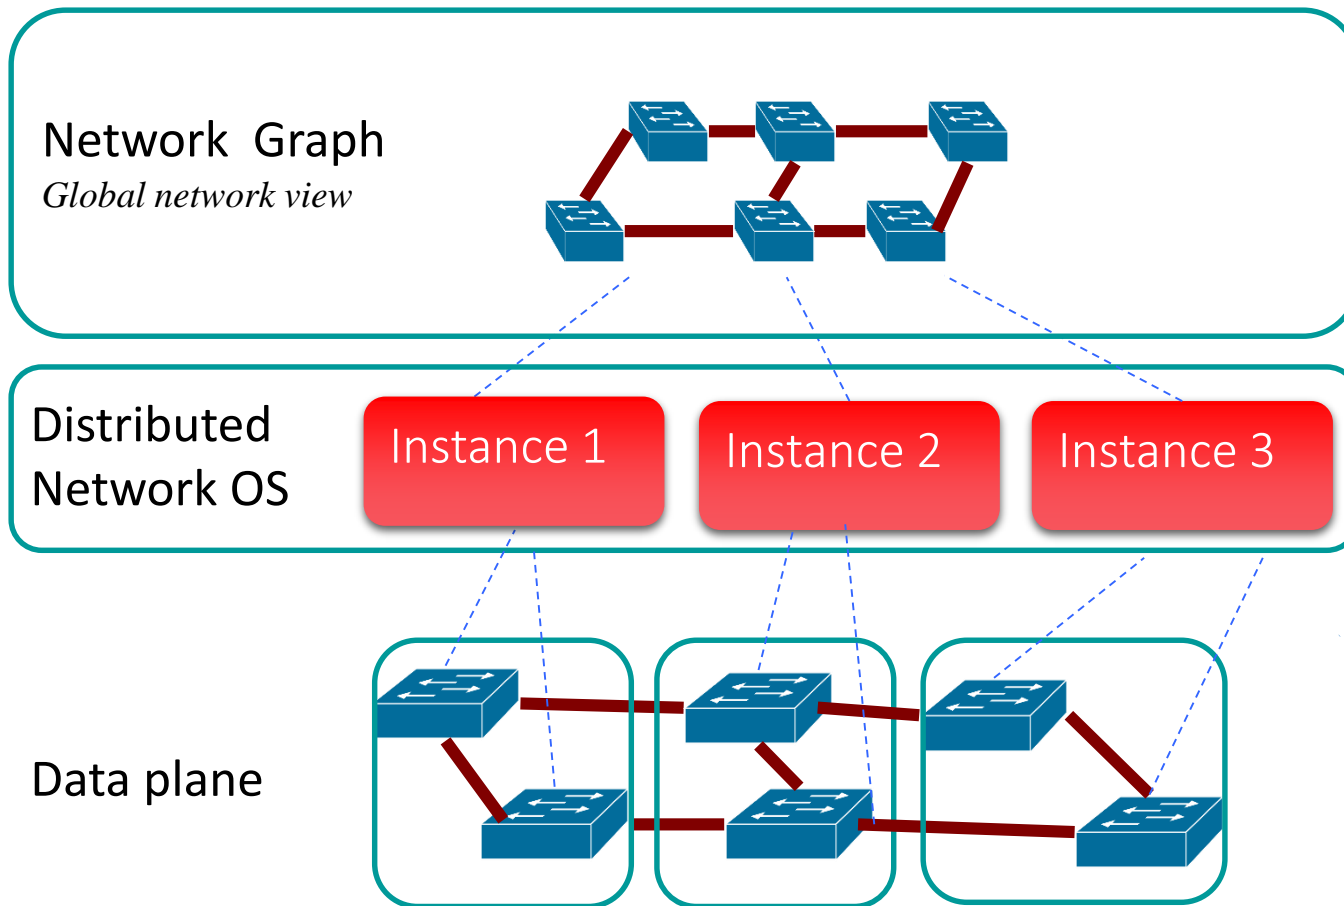 Network Graph
Global network view
Distributed
Network OS
Instance 1
Instance 2
Instance 3
Data plane